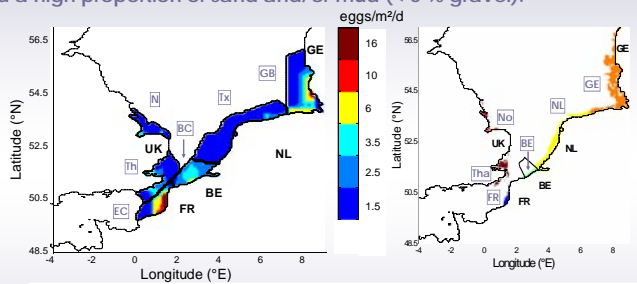 a high proportion of sand and/or mud
eggs/m²/d
56.5
54.5
52.5
50.5
48.5
Latitude (°N)
-4 -2 0 2 4 6 8
Longitude (°E)
GE
GB
Tx
N
BC
UK
NL
Th
BE
EC
FR
16
10
6
3.5
2.5
1.5
56.5
54.5
52.5
50.5
48.5
Latitude (°N)
-4 -2 0 2 4 6 8
Longitude (°E)
GE
GE
No
NL
UK
BE
NL
Tha
BE
FR
FR